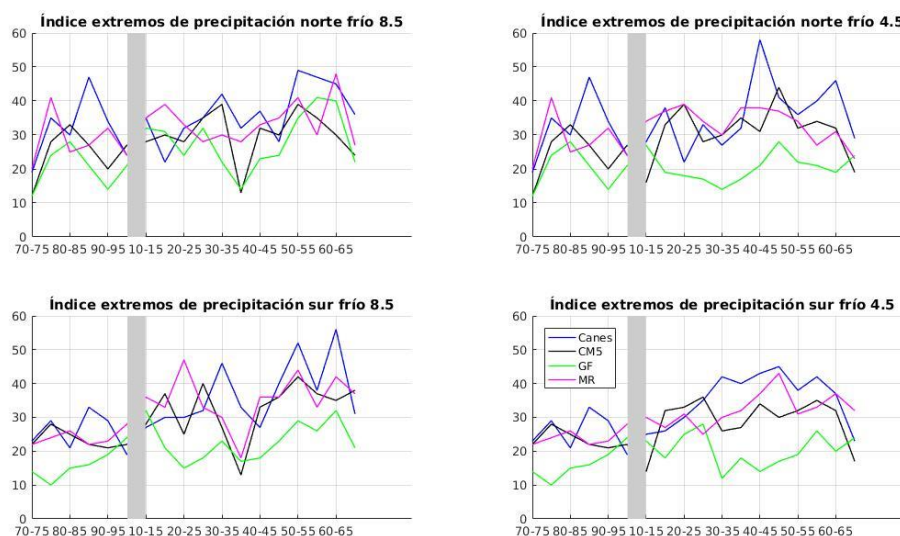 Índice extremos de precipitación norte frío 8.5
60
50
40
30
20
10
0
70-75 80-85 90-95 10-15 20-25 30-35 40-45 50-55 60-65
Índice extremos de precipitación norte frío 4.5
60
50
40
30
20
10
0
70-75 80-85 90-95 10-15 20-25 30-35 40-45 50-55 60-65
Índice extremos de precipitación sur frío 8.5
60
50
40
30
20
10
0
70-75 80-85 90-95 10-15 20-25 30-35 40-45 50-55 60-65
Índice extremos de precipitación sur frío 4.5
60
50
40
30
20
10
0
Canes
CM5
GF
MR
70-75 80-85 90-95 10-15 20-25 30-35 40-45 50-55 60-65